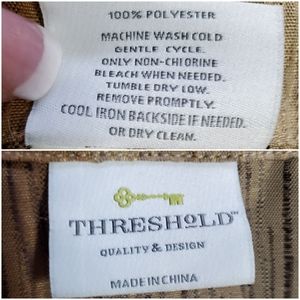 100% POLYESTER
MACHINE WASH COLD
GENTLE CYCLE.
ONLY NON-CHLORINE
BLEACH WHEN NEEDED.
TUMBLE DRY LOW.
REMOVE PROMPTLY.
COOL IRON BACKSIDE IF NEEDED.
OR DRY CLEAN.
THRESHOLD™
QUALITY & DESIGN
MADE IN CHINA